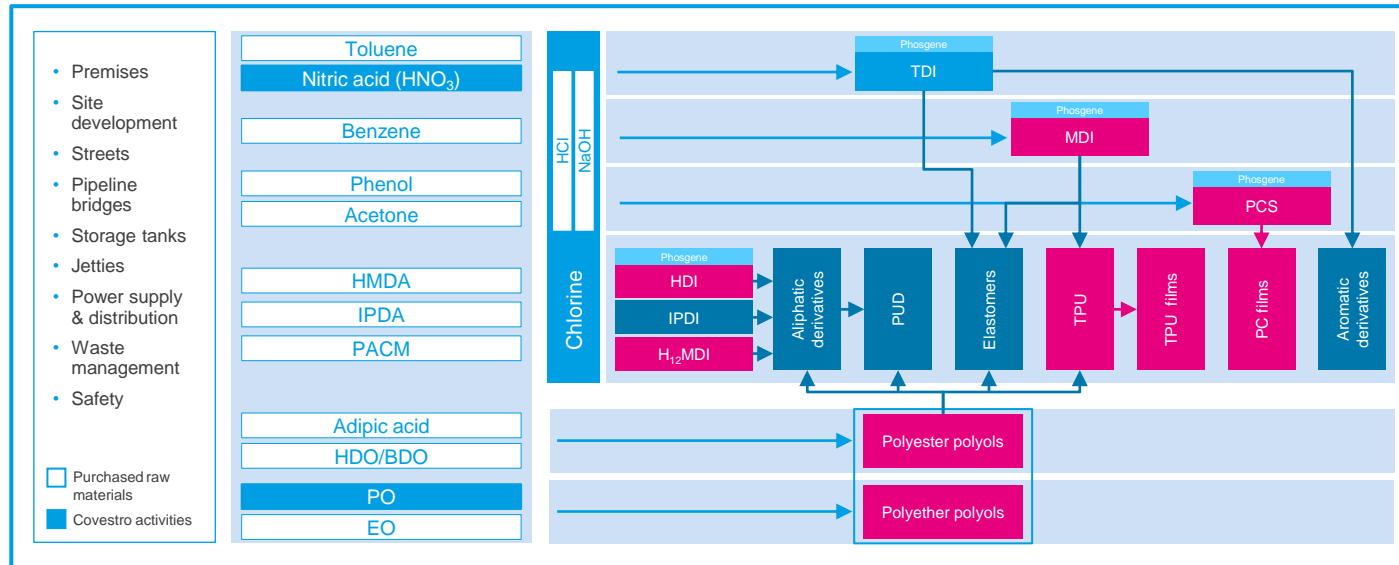 • Premises
• Site
development
• Streets
• Pipeline
bridges
• Storage tanks
• Jetties
• Power supply
& distribution
• Waste
management
• Safety
Purchased raw
materials
Covestro activities
Toluene
Nitric acid (HNO₃)
Benzene
Phenol
Acetone
HMDA
IPDA
PACM
Adipic acid
HDO/BDO
PO
EO
HCl
NaOH
Chlorine
Phosgene
TDI
Phosgene
MDI
Phosgene
PCS
Phosgene
HDI
IPDI
H₁₂MDI
Aliphatic
derivatives
PUD
Elastomers
TPU
TPU films
PC films
Aromatic
derivatives
Polyester polyols
Polyether polyols